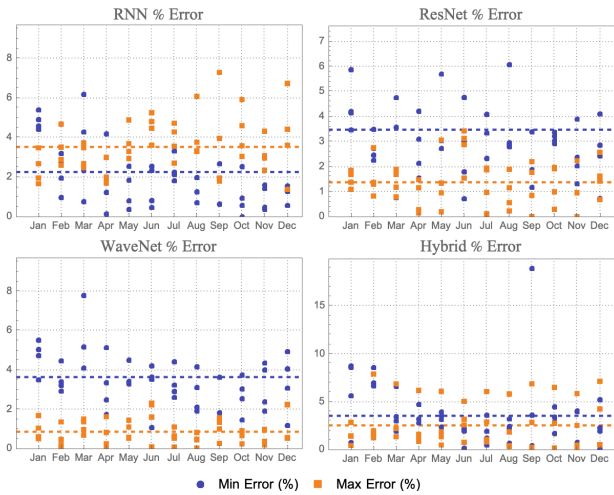 RNN % Error
8
6
4
2
0
Jan Feb Mar Apr May Jun Jul Aug Sep Oct Nov Dec
ResNet % Error
7
6
5
4
3
2
1
0
Jan Feb Mar Apr May Jun Jul Aug Sep Oct Nov Dec
WaveNet % Error
8
6
4
2
0
Jan Feb Mar Apr May Jun Jul Aug Sep Oct Nov Dec
Hybrid % Error
15
10
5
0
Jan Feb Mar Apr May Jun Jul Aug Sep Oct Nov Dec
Min Error (%) Max Error (%)